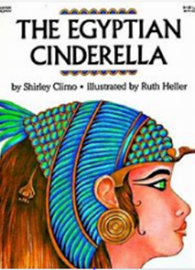 THE EGYPTIAN
CINDERELLA
by Shirley Climo • illustrated by Ruth Heller